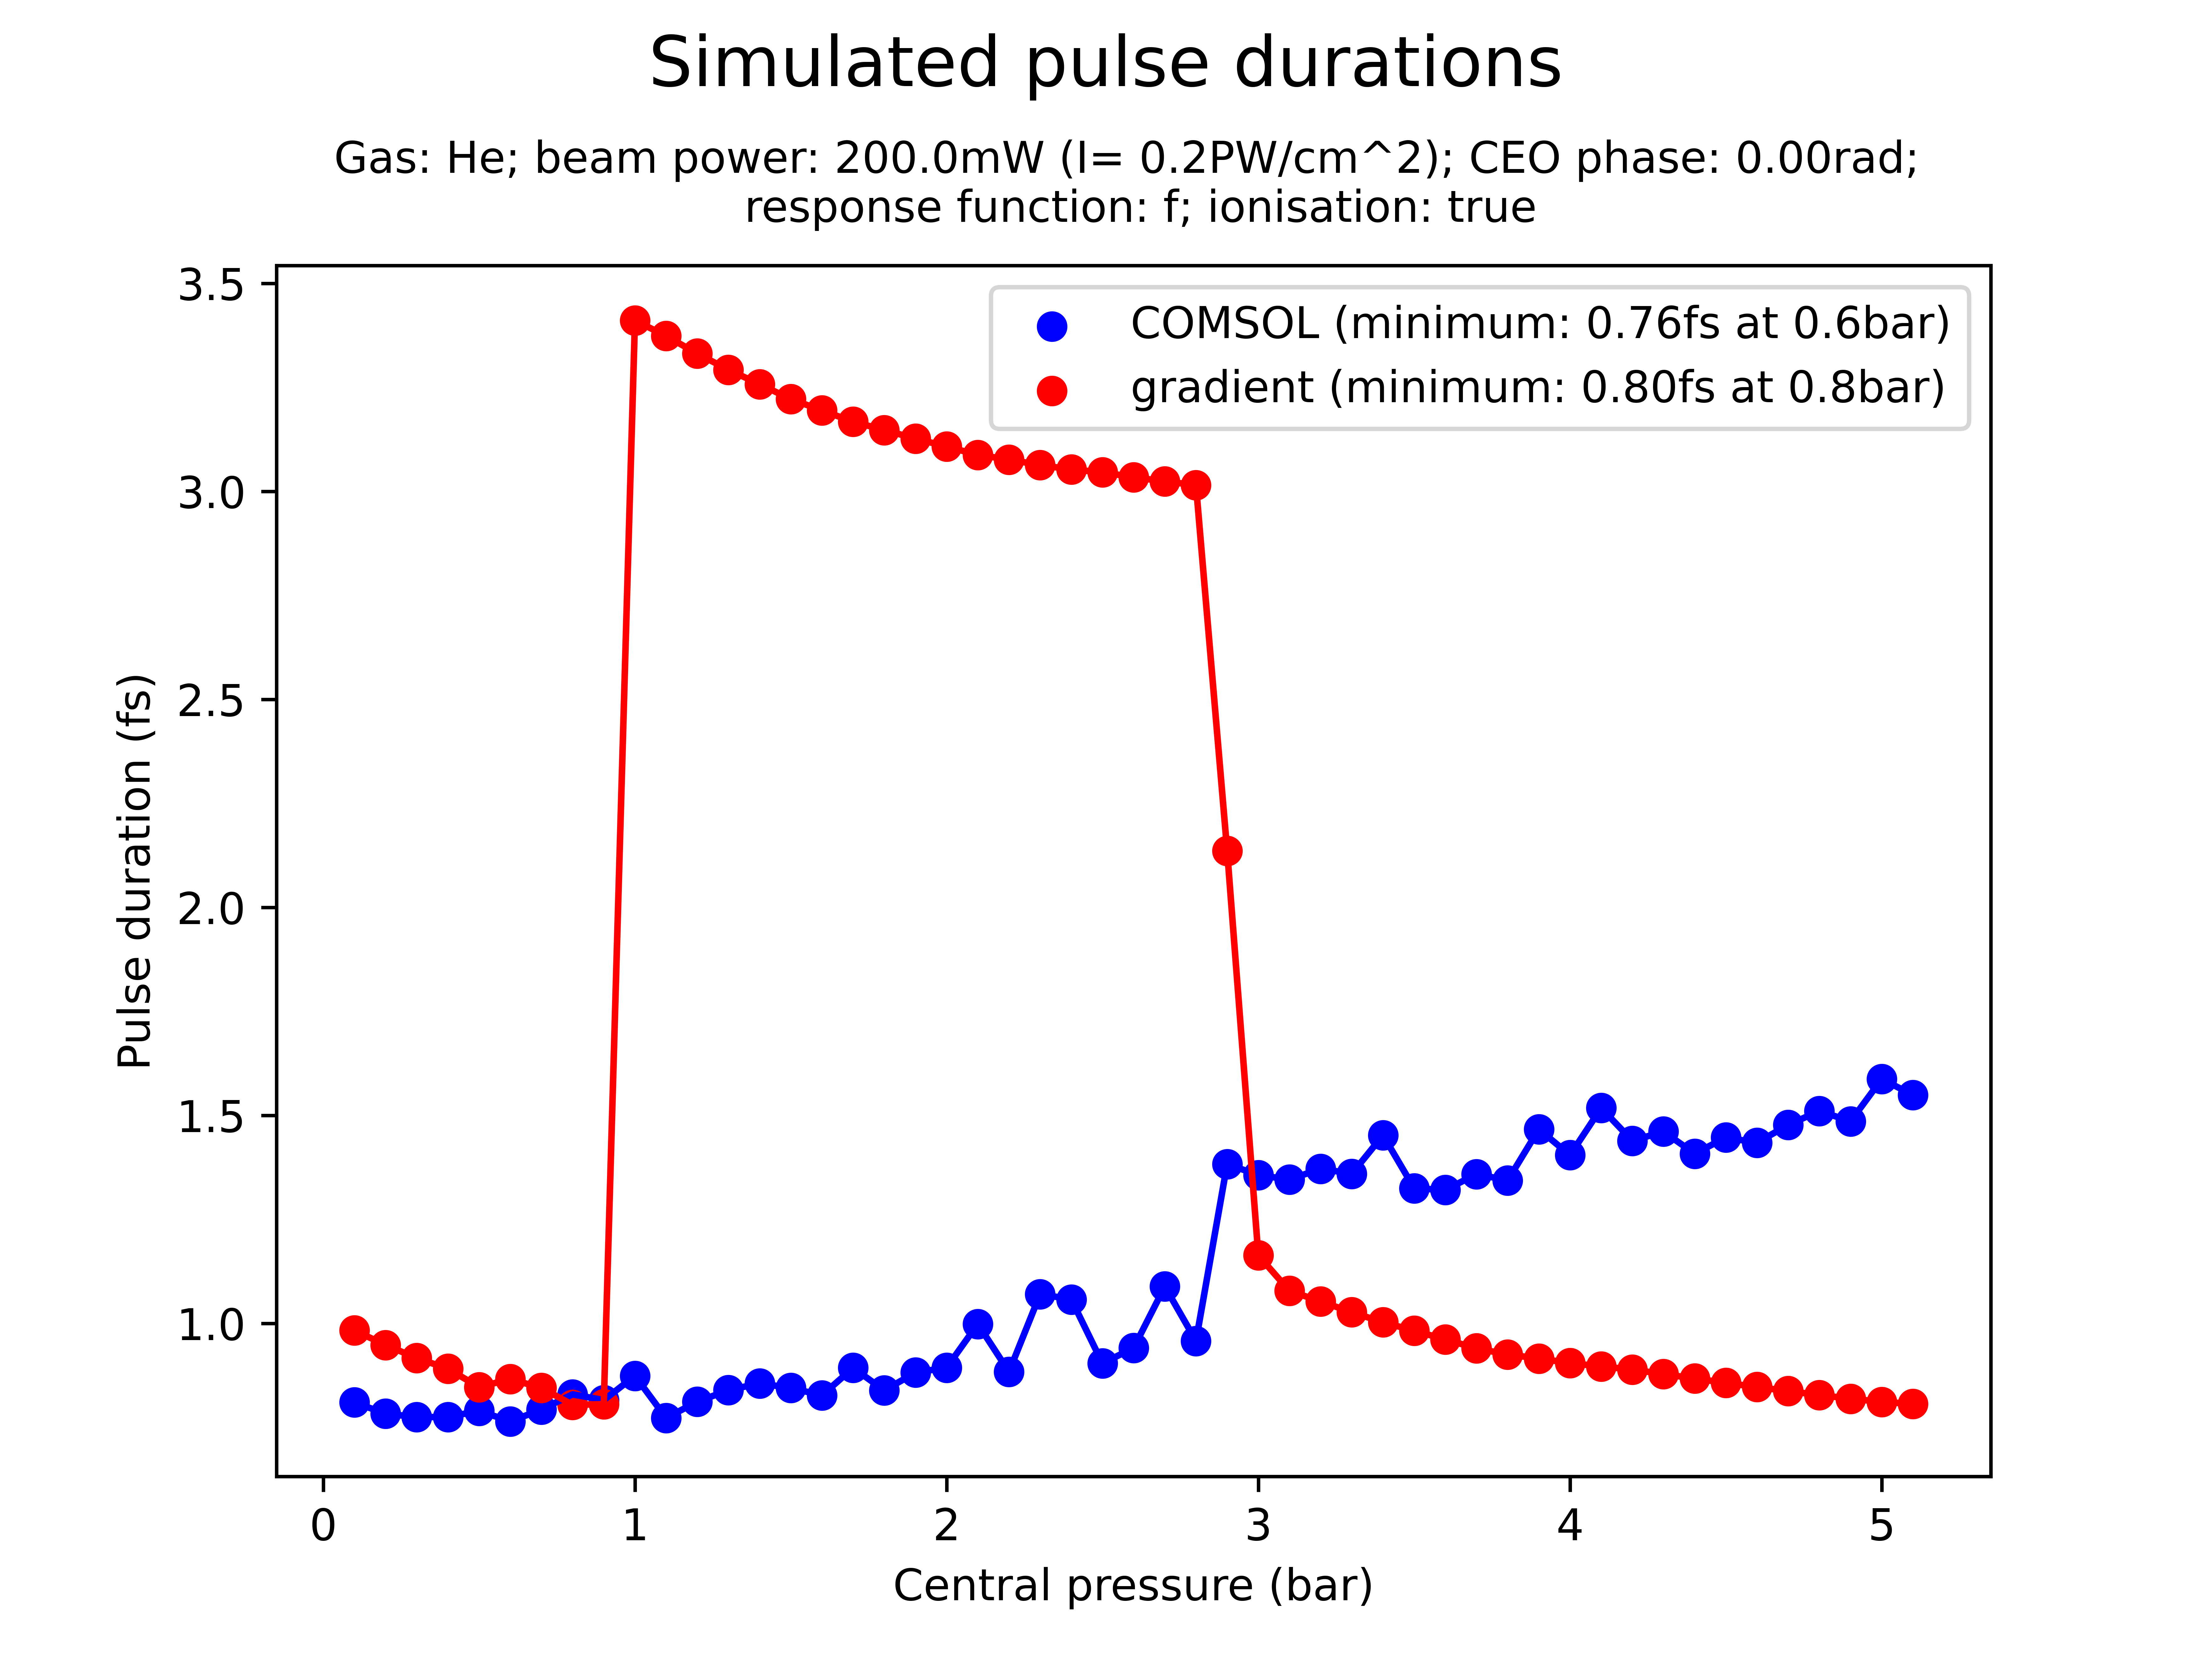 Simulated pulse durations
Gas: He; beam power: 200.0mW (I= 0.2PW/cm^2); CEO phase: 0.00rad;
response function: f; ionisation: true
COMSOL (minimum: 0.76fs at 0.6bar)
gradient (minimum: 0.80fs at 0.8bar)
Pulse duration (fs)
3.5
3.0
2.5
2.0
1.5
1.0
0 1 2 3 4 5
Central pressure (bar)